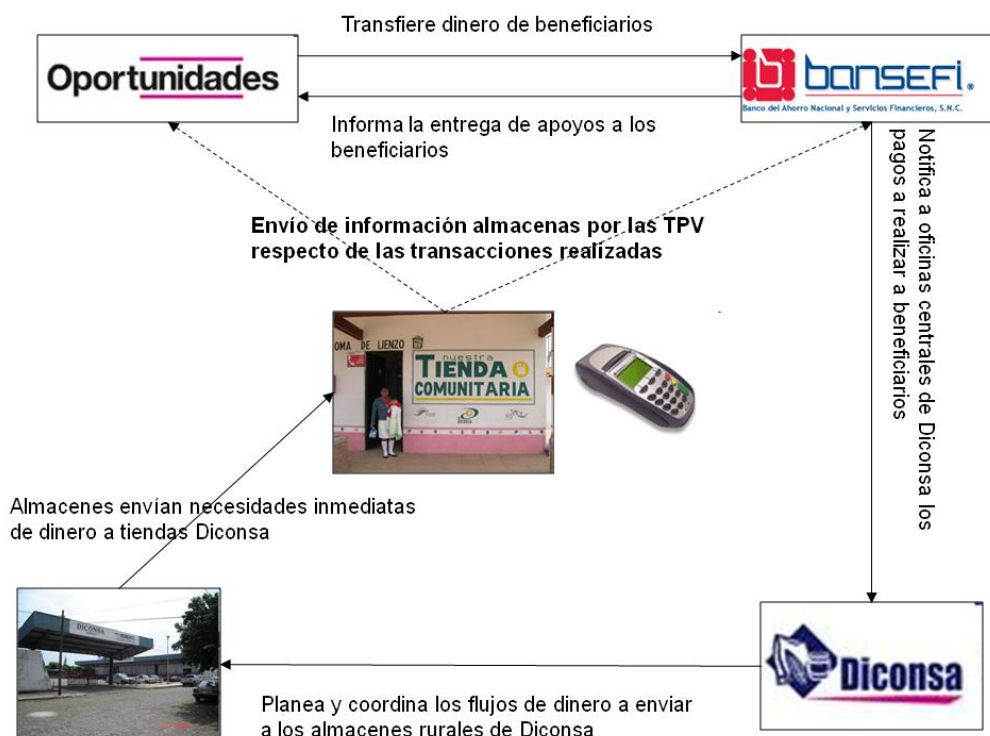 Transfiere dinero de beneficiarios
Oportunidades
bansefi.
Banco del Ahorro Nacional y Servicios Financieros, S.N.C.
Informa la entrega de apoyos a los
beneficiarios
Notifica a oficinas centrales de Diconsa los
pagos a realizar a beneficiarios
Envío de información almacenas por las TPV
respecto de las transacciones realizadas
OMA DE LIENZO
nuestra
TIENDA
COMUNITARIA
Almacenes envían necesidades inmediatas
de dinero a tiendas Diconsa
DICONSA
Diconsa
Planea y coordina los flujos de dinero a enviar
a los almacenes rurales de Diconsa